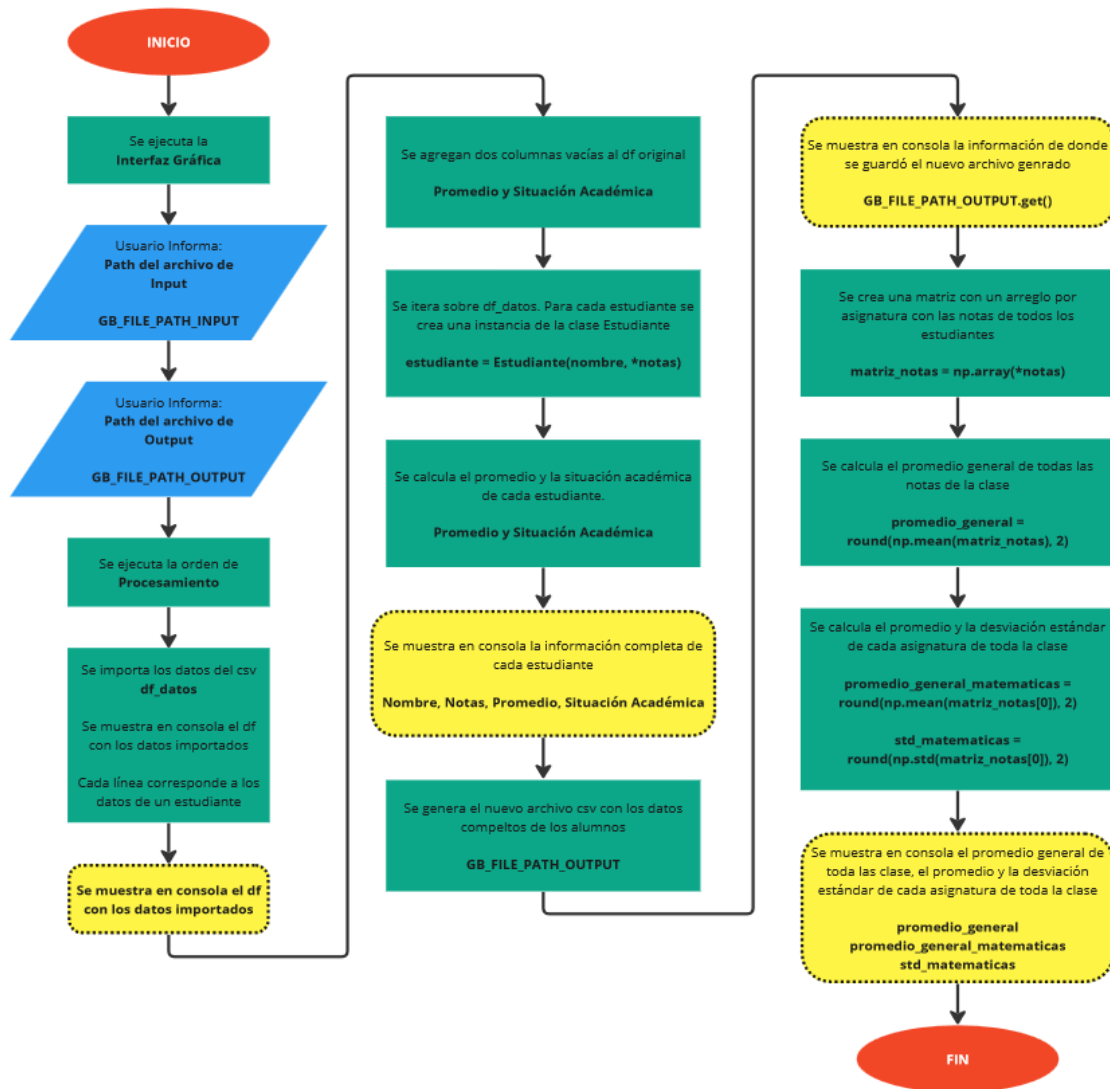 INICIO
Se ejecuta la
Interfaz Gráfica
Usuario Informa:
Path del archivo de
Input
GB_FILE_PATH_INPUT
Usuario Informa:
Path del archivo de
Output
GB_FILE_PATH_OUTPUT
Se ejecuta la orden de
Procesamiento
Se importa los datos del csv
df_datos
Se muestra en consola el df
con los datos importados
Cada línea corresponde a los
datos de un estudiante
Se muestra en consola el df
con los datos importados
Se agregan dos columnas vacías al df original
Promedio y Situación Académica
Se itera sobre df_datos. Para cada estudiante se
crea una instancia de la clase Estudiante
estudiante = Estudiante(nombre, *notas)
Se calcula el promedio y la situación académica
de cada estudiante.
Promedio y Situación Académica
Se muestra en consola la información completa de
cada estudiante
Nombre, Notas, Promedio, Situación Académica
Se genera el nuevo archivo csv con los datos
compeltos de los alumnos
GB_FILE_PATH_OUTPUT
Se muestra en consola la información de donde
se guardó el nuevo archivo genrado
GB_FILE_PATH_OUTPUT.get()
Se crea una matriz con un arreglo por
asignatura con las notas de todos los
estudiantes
matriz_notas = np.array(*notas)
Se calcula el promedio general de todas las
notas de la clase
promedio_general =
round(np.mean(matriz_notas), 2)
Se calcula el promedio y la desviación estándar
de cada asignatura de toda la clase
promedio_general_matematicas =
round(np.mean(matriz_notas[0]), 2)
std_matematicas =
round(np.std(matriz_notas[0]), 2)
Se muestra en consola el promedio general de
toda las clase, el promedio y la desviación
estándar de cada asignatura de toda la clase
promedio_general
promedio_general_matematicas
std_matematicas
FIN